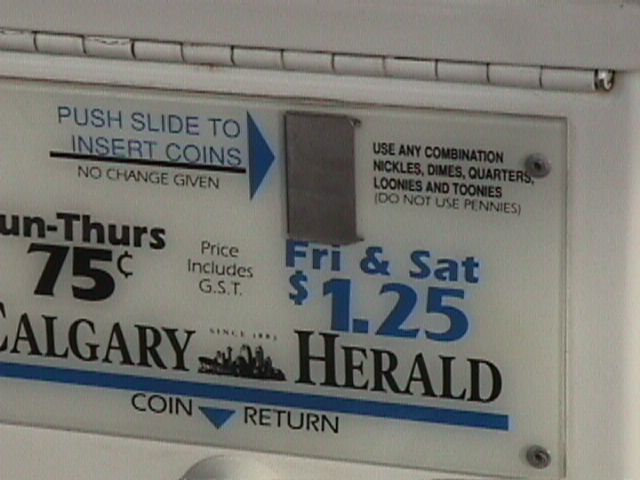 PUSH SLIDE TO
INSERT COINS
NO CHANGE GIVEN
USE ANY COMBINATION
NICKLES, DIMES, QUARTERS,
LOONIES AND TOONIES
(DO NOT USE PENNIES)
un-Thurs
75¢
Price
Includes
G.S.T.
Fri & Sat
$1.25
CALGARY HERALD
COIN RETURN